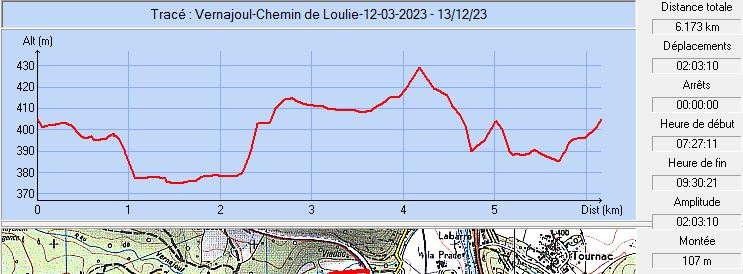 Tracé : Vernajoul-Chemin de Loulie-12-03-2023 - 13/12/23
Alt (m)
430
420
410
400
390
380
370
0
1
2
3
4
5
Dist (km)
Distance totale
6.173 km
Déplacements
02:03:10
Arrêts
00:00:00
Heure de début
07:27:11
Heure de fin
09:30:21
Amplitude
02:03:10
Montée
107 m
Labarre
la Prade
Tournac
400
Vernajoul
Viaduc